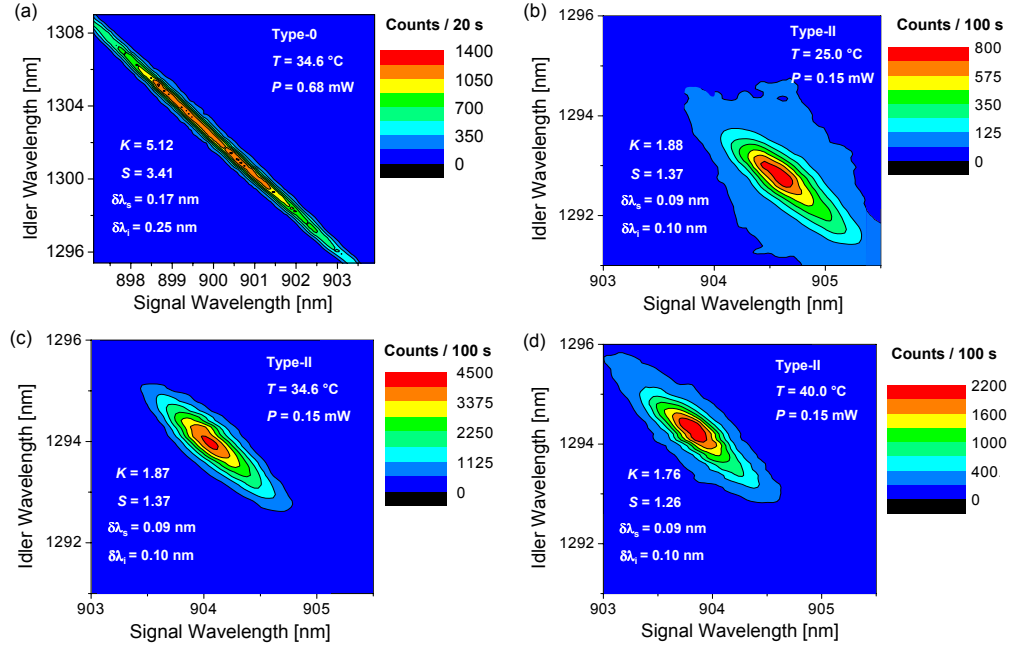 (a)
Type-0
T = 34.6 °C
P = 0.68 mW
K = 5.12
S = 3.41
δλs = 0.17 nm
δλi = 0.25 nm
1308
1304
1300
1296
Idler Wavelength [nm]
898 899 900 901 902 903
Signal Wavelength [nm]
Counts / 20 s
1400
1050
700
350
0
(b)
Type-II
T = 25.0 °C
P = 0.15 mW
K = 1.88
S = 1.37
δλs = 0.09 nm
δλi = 0.10 nm
1296
1294
1292
Idler Wavelength [nm]
903 904 905
Signal Wavelength [nm]
Counts / 100 s
800
575
350
125
0
(c)
Type-II
T = 34.6 °C
P = 0.15 mW
K = 1.87
S = 1.37
δλs = 0.09 nm
δλi = 0.10 nm
1296
1294
1292
Idler Wavelength [nm]
903 904 905
Signal Wavelength [nm]
Counts / 100 s
4500
3375
2250
1125
0
(d)
Type-II
T = 40.0 °C
P = 0.15 mW
K = 1.76
S = 1.26
δλs = 0.09 nm
δλi = 0.10 nm
1296
1294
1292
Idler Wavelength [nm]
903 904 905
Signal Wavelength [nm]
Counts / 100 s
2200
1600
1000
400
0